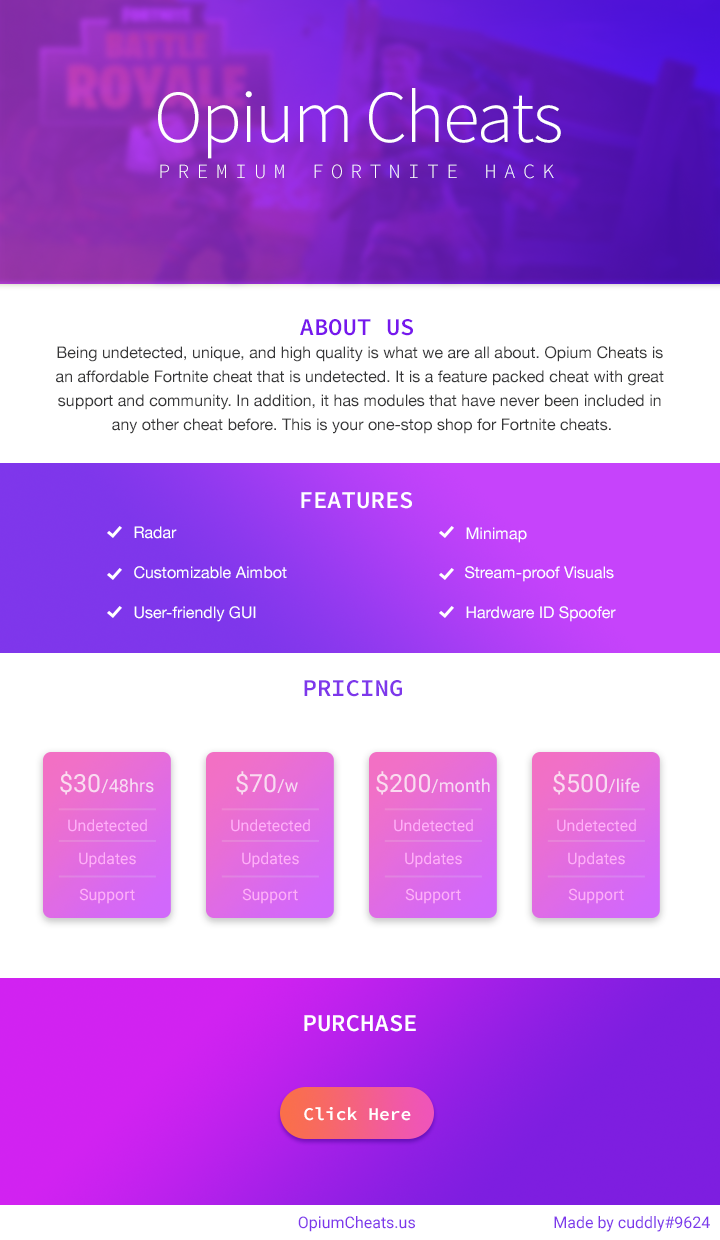 FORTNITE
BATTLE
ROYALE
Opium Cheats
PREMIUM FORTNITE HACK
ABOUT US
Being undetected, unique, and high quality is what we are all about. Opium Cheats is
an affordable Fortnite cheat that is undetected. It is a feature packed cheat with great
support and community. In addition, it has modules that have never been included in
any other cheat before. This is your one-stop shop for Fortnite cheats.
FEATURES
Radar
Minimap
Customizable Aimbot
Stream-proof Visuals
User-friendly GUI
Hardware ID Spoofer
PRICING
$30/48hrs
Undetected
Updates
Support
$70/w
Undetected
Updates
Support
$200/month
Undetected
Updates
Support
$500/life
Undetected
Updates
Support
PURCHASE
Click Here
OpiumCheats.us
Made by cuddly#9624